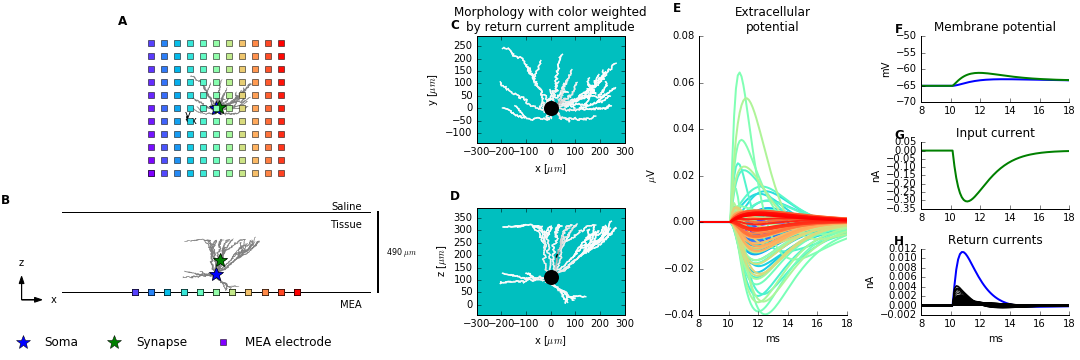 A
y
x
B
Saline
Tissue
490 μm
z
x
MEA
Soma
Synapse
MEA electrode
Morphology with color weighted
by return current amplitude
C
y [μm]
250
200
150
100
50
0
−50
−100
−300 −200 −100 0 100 200 300
x [μm]
D
z [μm]
350
300
250
200
150
100
50
0
−300 −200 −100 0 100 200 300
x [μm]
E
Extracellular
potential
μV
0.08
0.06
0.04
0.02
0.00
−0.02
−0.04
8 10 12 14 16 18
ms
F
Membrane potential
mV
−50
−55
−60
−65
−70
8 10 12 14 16 18
G
Input current
nA
0.05
0.00
−0.05
−0.10
−0.15
−0.20
−0.25
−0.30
−0.35
8 10 12 14 16 18
H
Return currents
nA
0.012
0.010
0.008
0.006
0.004
0.002
0.000
−0.002
8 10 12 14 16 18
ms